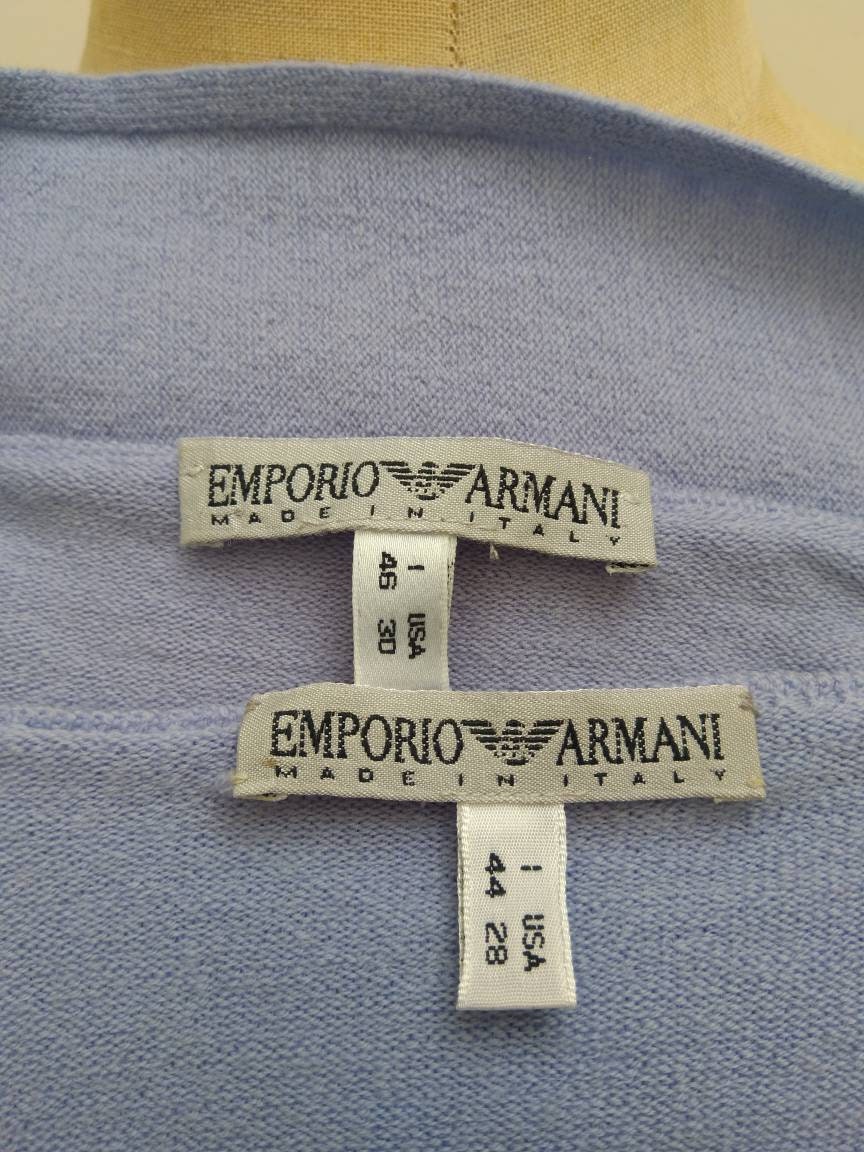 EMPORIO ARMANI
MADE IN ITALY
I USA
46 30
EMPORIO ARMANI
MADE IN ITALY
I USA
44 28